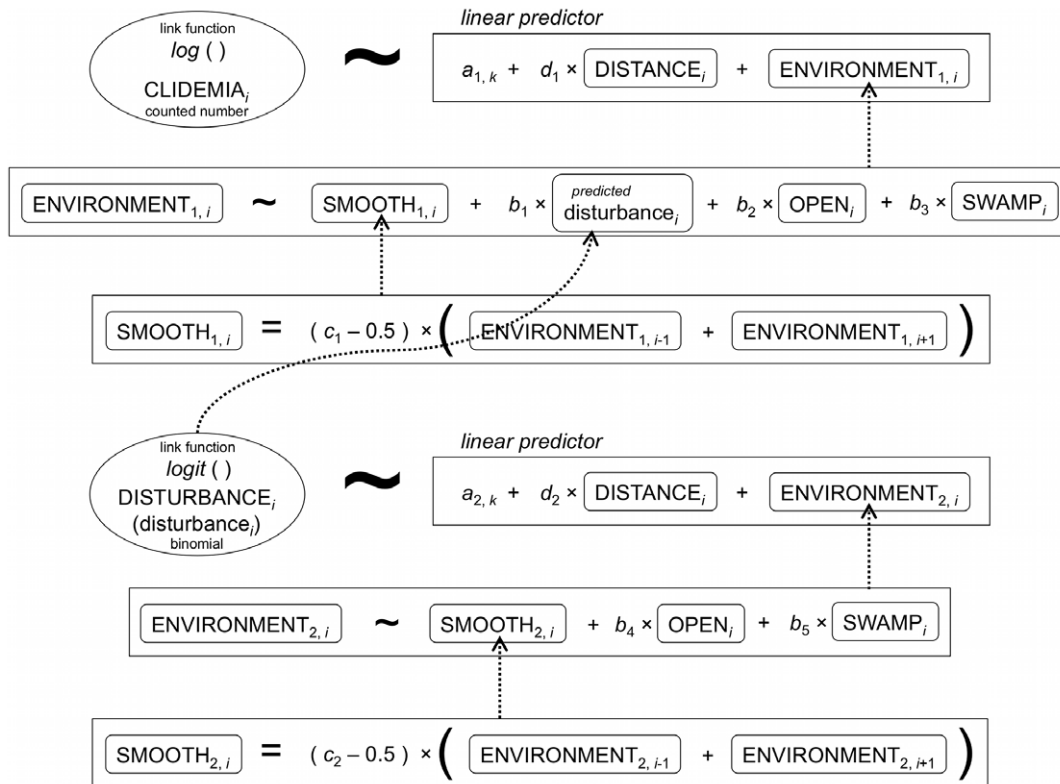 link function
log ( )
CLIDEMIAᵢ
counted number
~
linear predictor
a₁, ₖ + d₁ × DISTANCEᵢ + ENVIRONMENT₁, ᵢ
ENVIRONMENT₁, ᵢ ~ SMOOTH₁, ᵢ + b₁ × predicted disturbanceᵢ + b₂ × OPENᵢ + b₃ × SWAMPᵢ
SMOOTH₁, ᵢ = ( c₁ – 0.5 ) × ( ENVIRONMENT₁, ᵢ₋₁ + ENVIRONMENT₁, ᵢ₊₁ )
link function
logit ( )
DISTURBANCEᵢ
(disturbanceᵢ)
binomial
~
linear predictor
a₂, ₖ + d₂ × DISTANCEᵢ + ENVIRONMENT₂, ᵢ
ENVIRONMENT₂, ᵢ ~ SMOOTH₂, ᵢ + b₄ × OPENᵢ + b₅ × SWAMPᵢ
SMOOTH₂, ᵢ = ( c₂ – 0.5 ) × ( ENVIRONMENT₂, ᵢ₋₁ + ENVIRONMENT₂, ᵢ₊₁ )